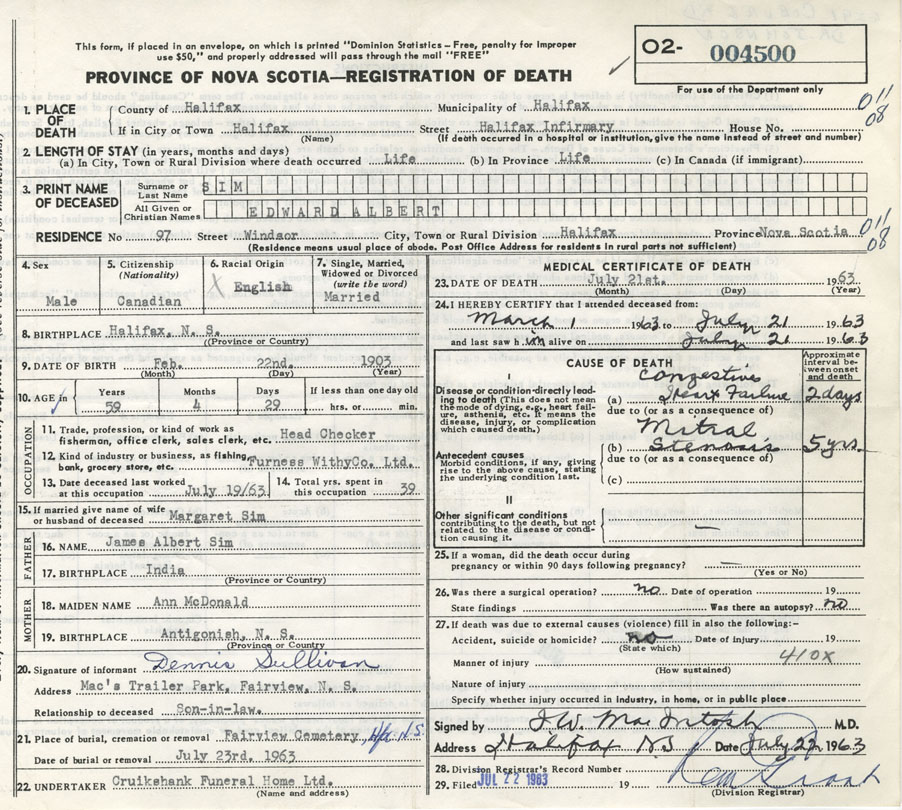 This form, if placed in an envelope, on which is printed "Dominion Statistics – Free, penalty for improper
use $50," and properly addressed will pass through the mail "FREE"
O2- 004500
PROVINCE OF NOVA SCOTIA—REGISTRATION OF DEATH
For use of the Department only
1. PLACE OF DEATH
County of Halifax Municipality of Halifax 011
If in City or Town Halifax Street Halifax Infirmary House No. 08
(Name) (If death occurred in a hospital or institution, give the name instead of street and number)
2. LENGTH OF STAY (in years, months and days)
(a) In City, Town or Rural Division where death occurred Life (b) In Province Life (c) In Canada (if immigrant)
3. PRINT NAME OF DECEASED
Surname or Last Name SIM
All Given or Christian Names EDWARD ALBERT
RESIDENCE No 97 Street Windsor City, Town or Rural Division Halifax Province Nova Scotia 011
(Residence means usual place of abode. Post Office Address for residents in rural parts not sufficient) 08
4. Sex
Male
5. Citizenship
(Nationality)
Canadian
6. Racial Origin
X English
7. Single, Married,
Widowed or Divorced
(write the word)
Married
8. BIRTHPLACE Halifax, N. S.
(Province or Country)
9. DATE OF BIRTH Feb. 22nd. 1903
(Month) (Day) (Year)
10. AGE in Years Months Days If less than one day old
59 4 29 hrs. or min.
OCCUPATION
11. Trade, profession, or kind of work as
fisherman, office clerk, sales clerk, etc. Head Checker
12. Kind of industry or business, as fishing,
bank, grocery store, etc. Furness WithyCo. Ltd.
13. Date deceased last worked
at this occupation July 19/63
14. Total yrs. spent in
this occupation 39
15. If married give name of wife
or husband of deceased Margaret Sim
FATHER
16. NAME James Albert Sim
17. BIRTHPLACE India
(Province or Country)
MOTHER
18. MAIDEN NAME Ann McDonald
19. BIRTHPLACE Antigonish, N. S.
(Province or Country)
20. Signature of informant Dennis Sullivan
Address Mac's Trailer Park, Fairview, N. S.
Relationship to deceased Son-in-law.
21. Place of burial, cremation or removal Fairview Cemetery, Hfx N.S.
Date of burial or removal July 23rd. 1963
22. UNDERTAKER Cruikshank Funeral Home Ltd.
(Name and address)
MEDICAL CERTIFICATE OF DEATH
23. DATE OF DEATH July 21st. 1963
(Month) (Day) (Year)
24. I HEREBY CERTIFY that I attended deceased from:
March 1 1963 to July 21 1963
and last saw him alive on July 21 1963
CAUSE OF DEATH
Approximate
interval be-
tween onset
and death
I
Disease or condition directly lead-
ing to death (This does not mean
the mode of dying, e.g., heart fail-
ure, asthenia, etc. It means the
disease, injury, or complication
which caused death.)
Congestive
(a) Heart Failure 2 days
due to (or as a consequence of)
Antecedent causes
Morbid conditions, if any, giving
rise to the above cause, stating
the underlying condition last.
Mitral
(b) Stenosis 5 yrs.
due to (or as a consequence of)
(c)
II
Other significant conditions
contributing to the death, but not
related to the disease or condi-
tion causing it. —
25. If a woman, did the death occur during
pregnancy or within 90 days following pregnancy? —
(Yes or No)
26. Was there a surgical operation? no Date of operation 19
State findings Was there an autopsy? no
27. If death was due to external causes (violence) fill in also the following:–
Accident, suicide or homicide? no Date of injury 19
(State which)
Manner of injury 410X
(How sustained)
Nature of injury
Specify whether injury occurred in industry, in home, or in public place
Signed by J.W. MacIntosh M.D.
Address Halifax NS Date July 22, 1963
28. Division Registrar's Record Number
29. Filed JUL 22 1963 19
(Division Registrar)